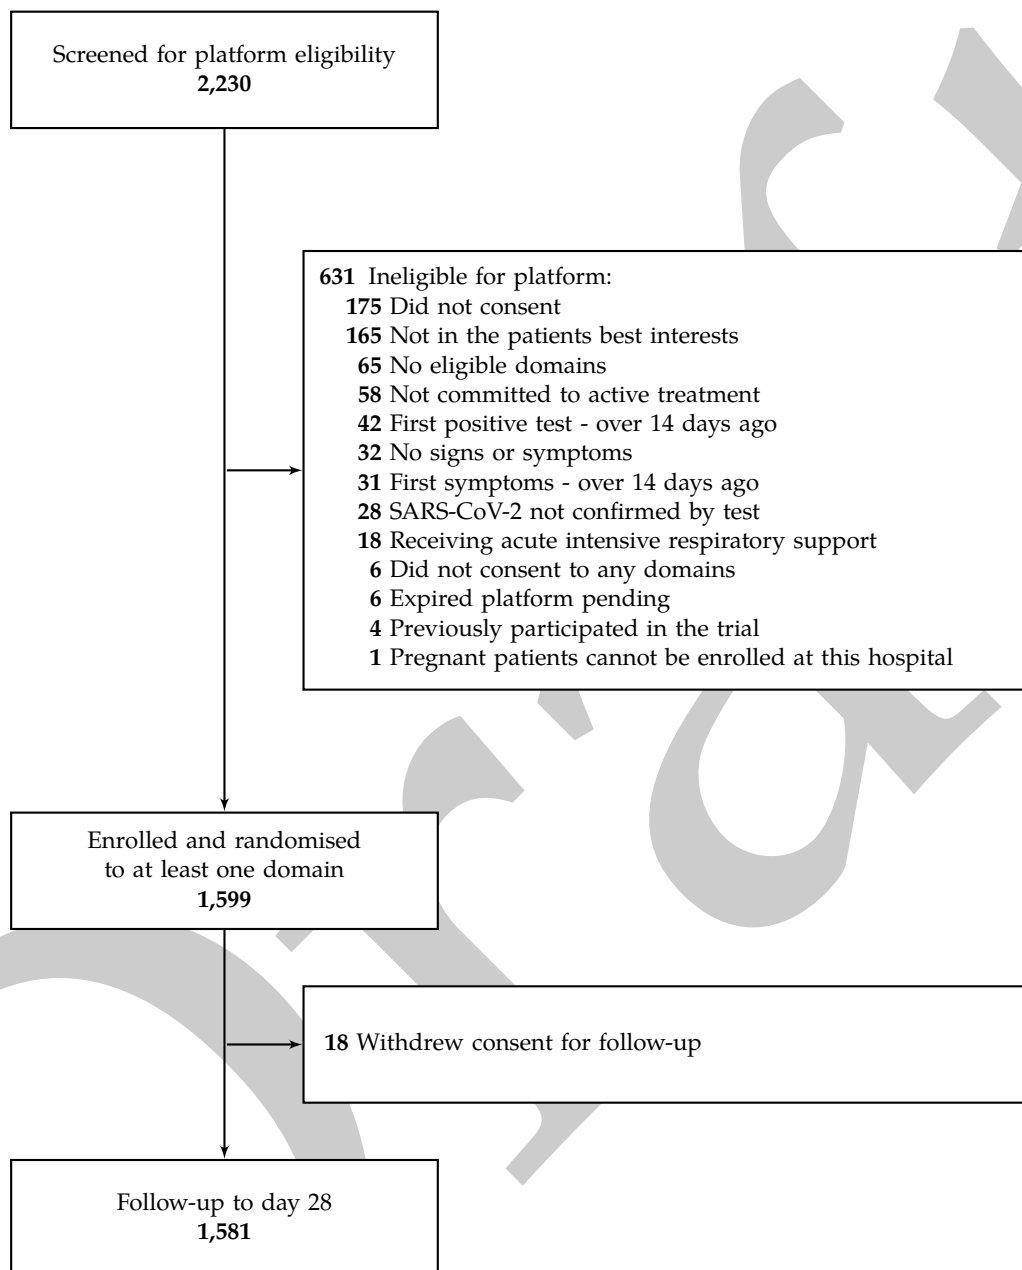 Screened for platform eligibility
2,230
631 Ineligible for platform:
175 Did not consent
165 Not in the patients best interests
65 No eligible domains
58 Not committed to active treatment
42 First positive test - over 14 days ago
32 No signs or symptoms
31 First symptoms - over 14 days ago
28 SARS-CoV-2 not confirmed by test
18 Receiving acute intensive respiratory support
6 Did not consent to any domains
6 Expired platform pending
4 Previously participated in the trial
1 Pregnant patients cannot be enrolled at this hospital
Enrolled and randomised
to at least one domain
1,599
18 Withdrew consent for follow-up
Follow-up to day 28
1,581